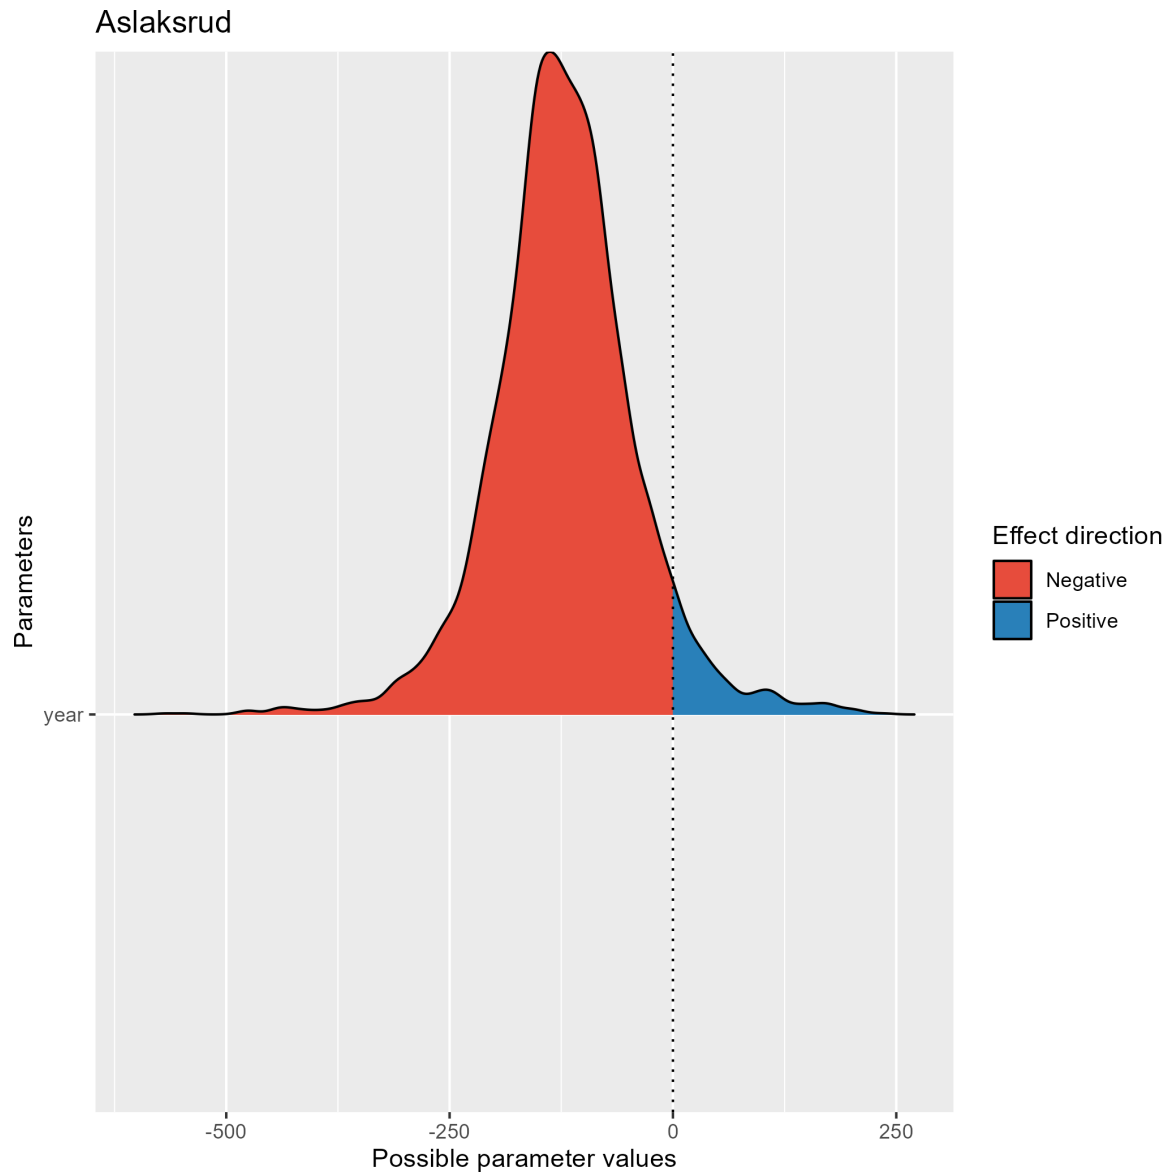 Aslaksrud
Parameters
year
-500
-250
0
250
Possible parameter values
Effect direction
Negative
Positive